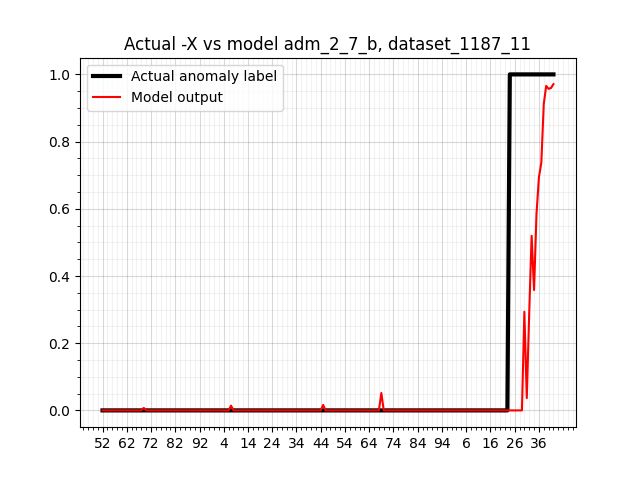 Actual -X vs model adm_2_7_b, dataset_1187_11
Actual anomaly label
Model output
1.0
0.8
0.6
0.4
0.2
0.0
52 62 72 82 92 4 14 24 34 44 54 64 74 84 94 6 16 26 36